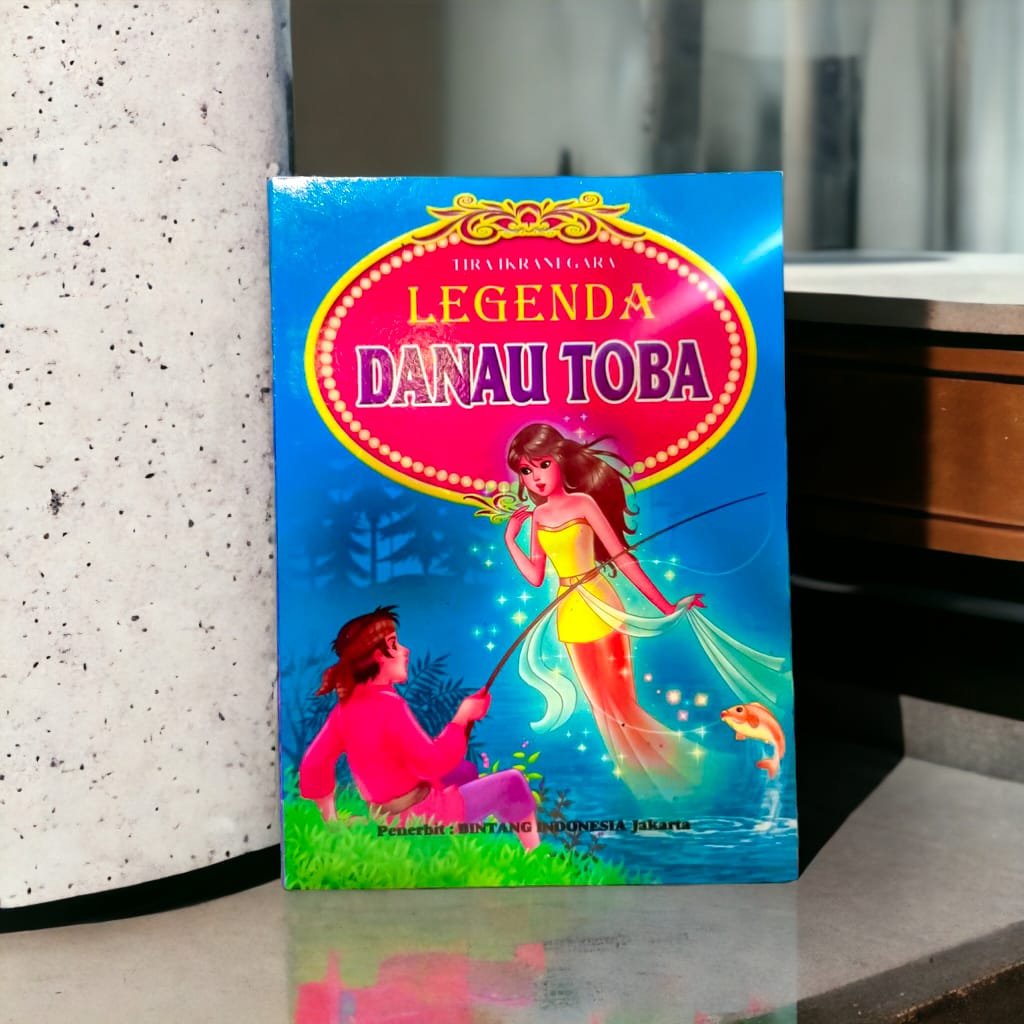 TIRA IKRANEGARA
LEGENDA
DANAU TOBA
Penerbit : BINTANG INDONESIA Jakarta